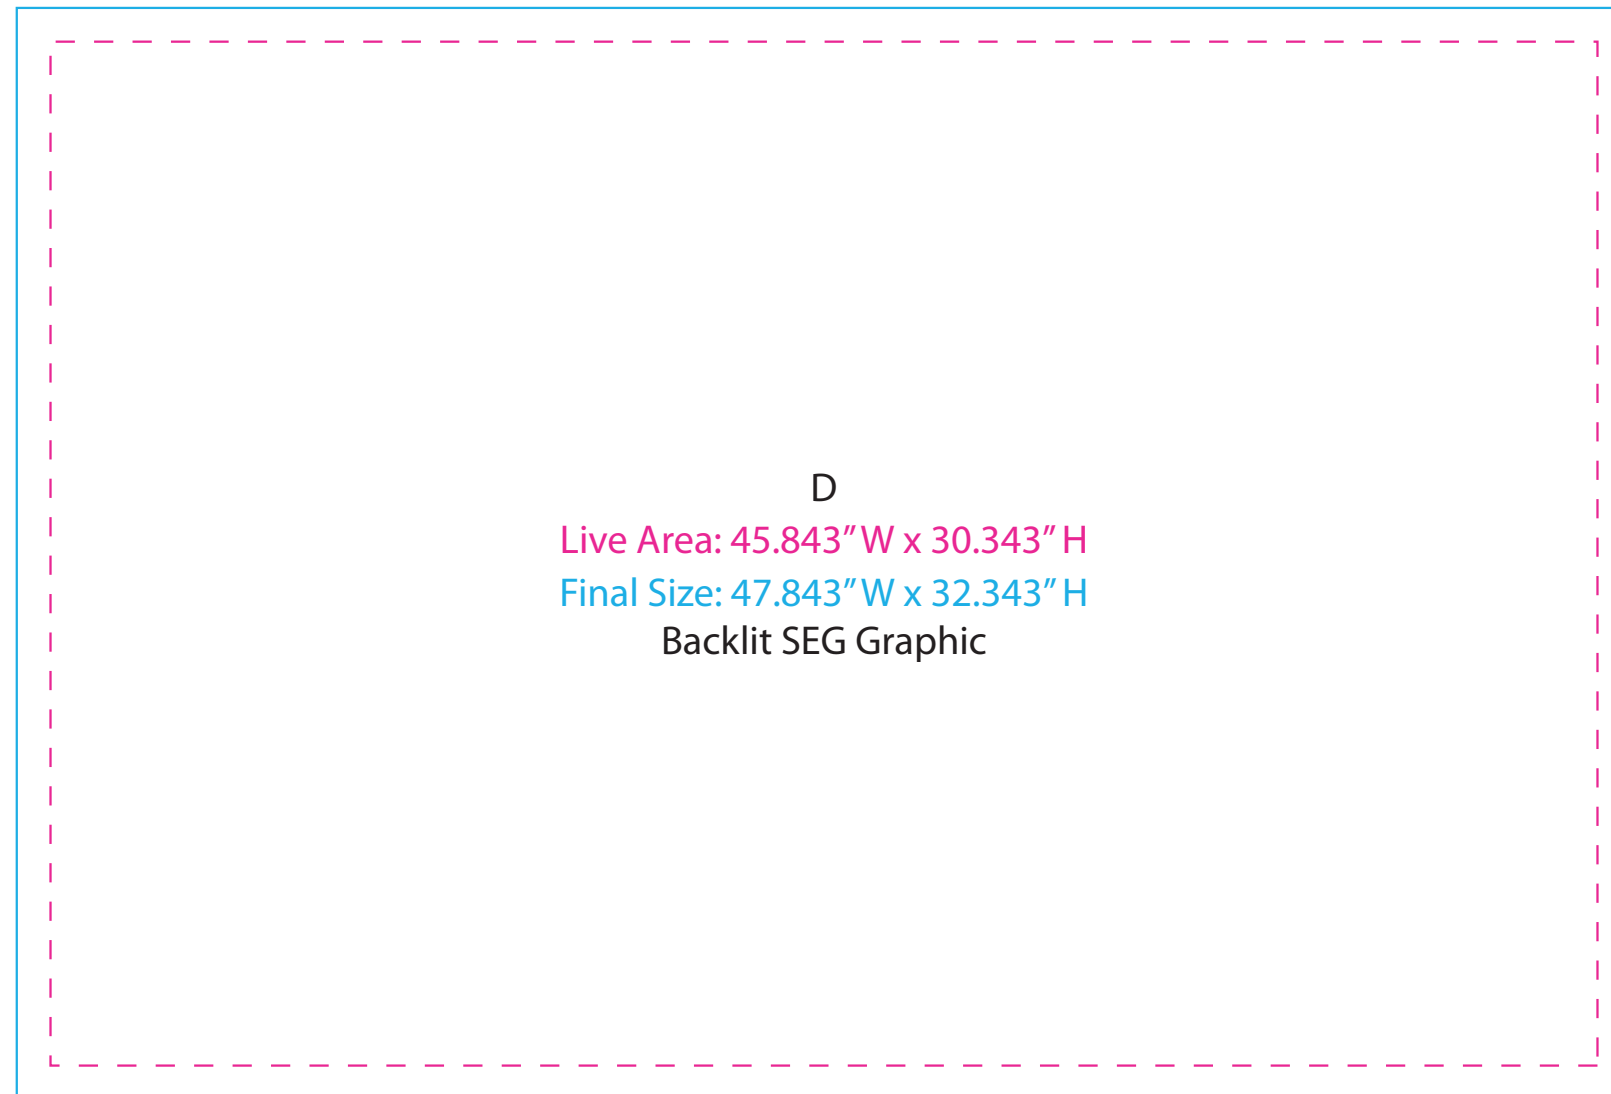 D
Live Area: 45.843” W x 30.343” H
Final Size: 47.843” W x 32.343” H
Backlit SEG Graphic